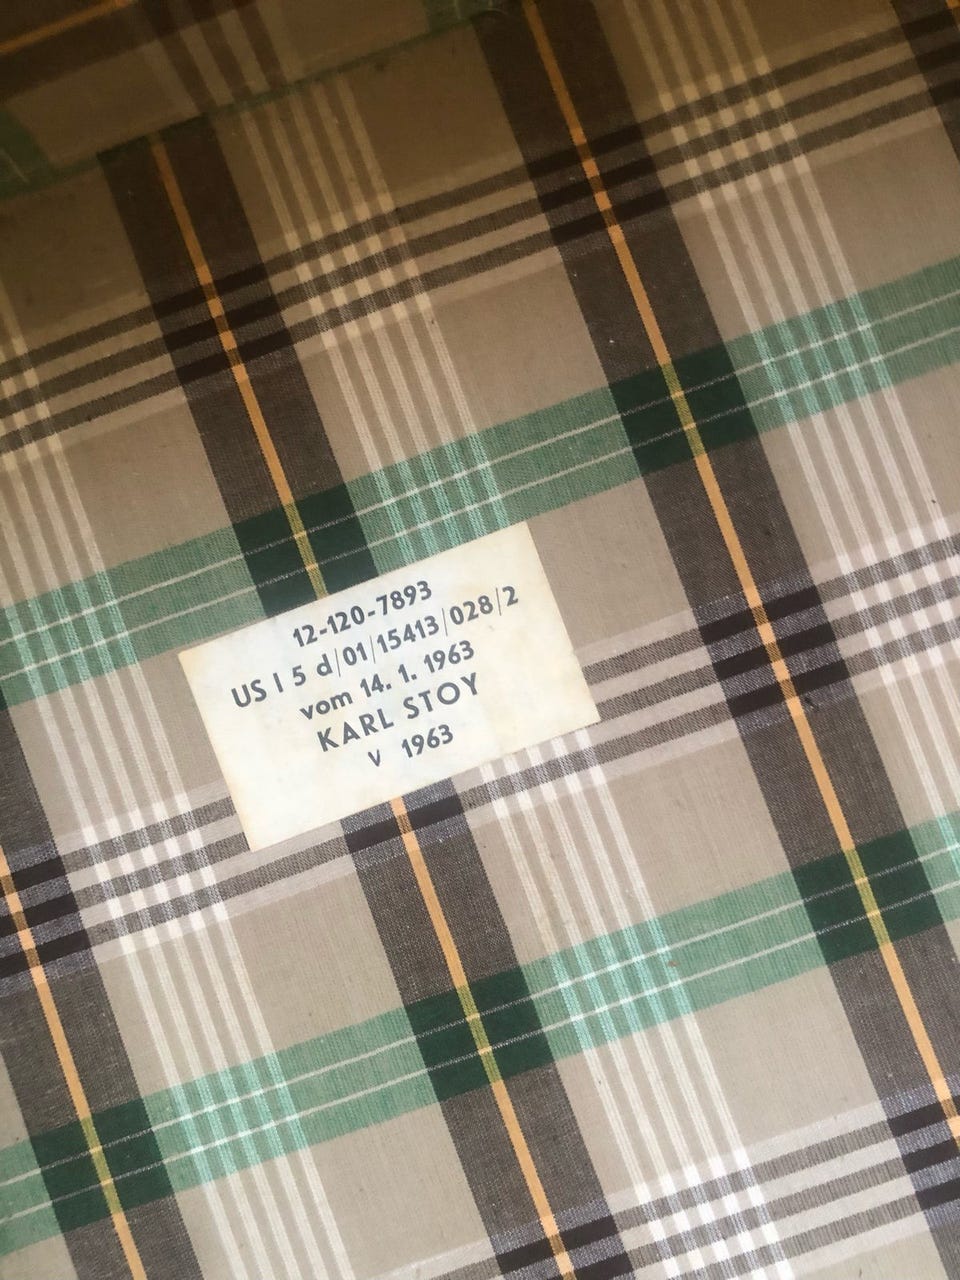 12-120-7893
US I 5 d/01/15413/028/2
vom 14. 1. 1963
KARL STOY
V 1963